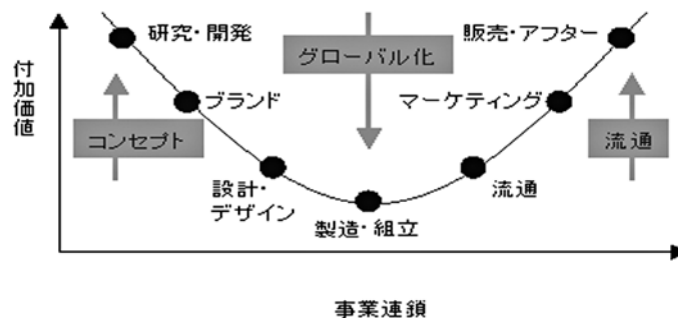 研究・開発
販売・アフター
グローバル化
付加価値
ブランド
マーケティング
コンセプト
流通
設計・
デザイン
流通
製造・組立
事業連鎖